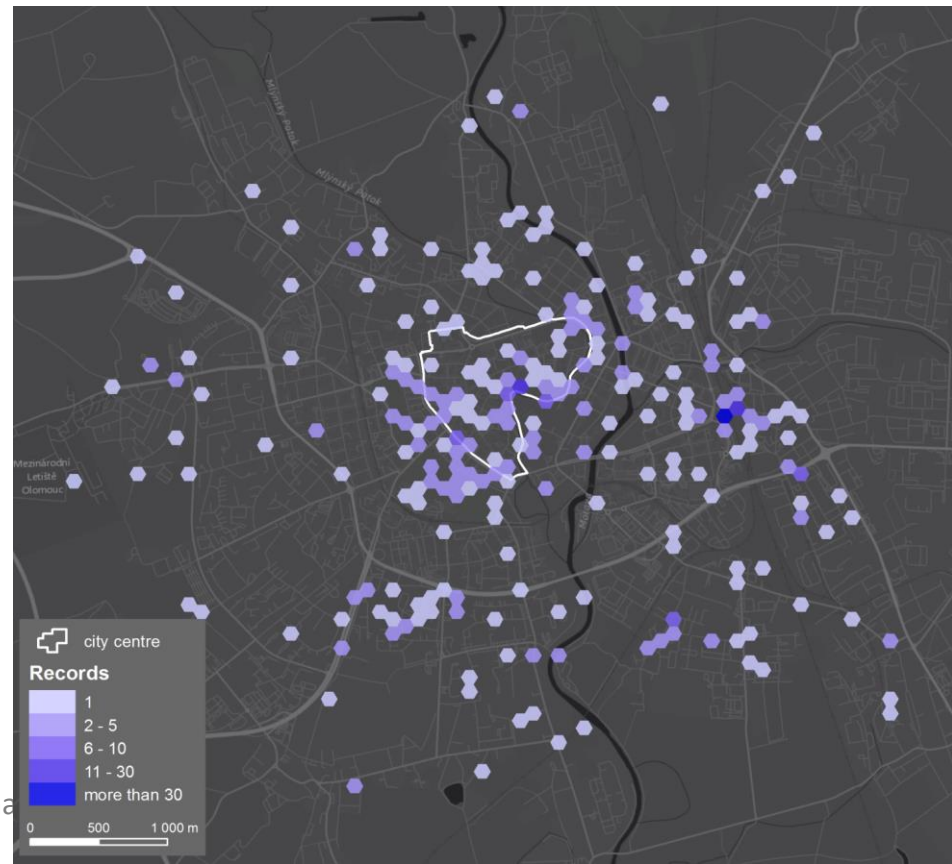 Mlýnský Potok
Mlýnský Potok
Mezinárodní
Letiště
Olomouc
city centre
Records
1
2 - 5
6 - 10
11 - 30
more than 30
0 500 1 000 m
a